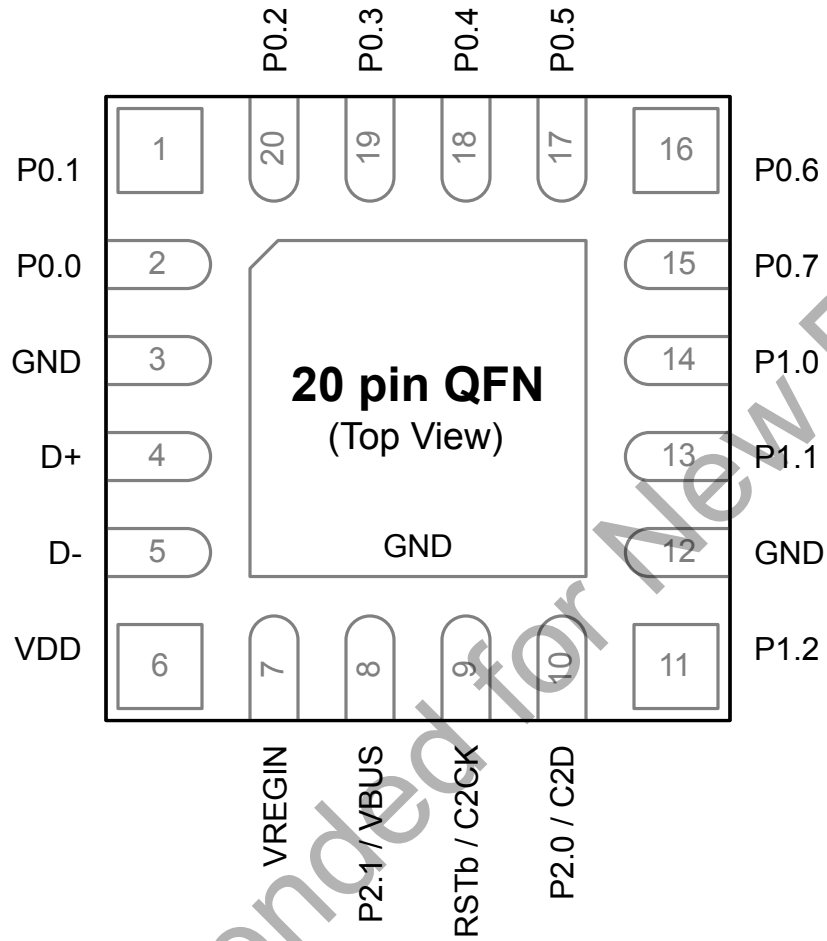 P0.2
P0.3
P0.4
P0.5
1
20
19
18
17
16
P0.1
P0.6
P0.0
2
15
P0.7
GND
3
14
P1.0
20 pin QFN
(Top View)
D+
4
13
P1.1
D-
5
GND
12
GND
VDD
6
7
8
9
10
11
P1.2
VREGIN
P2.1 / VBUS
RSTb / C2CK
P2.0 / C2D
ended for New